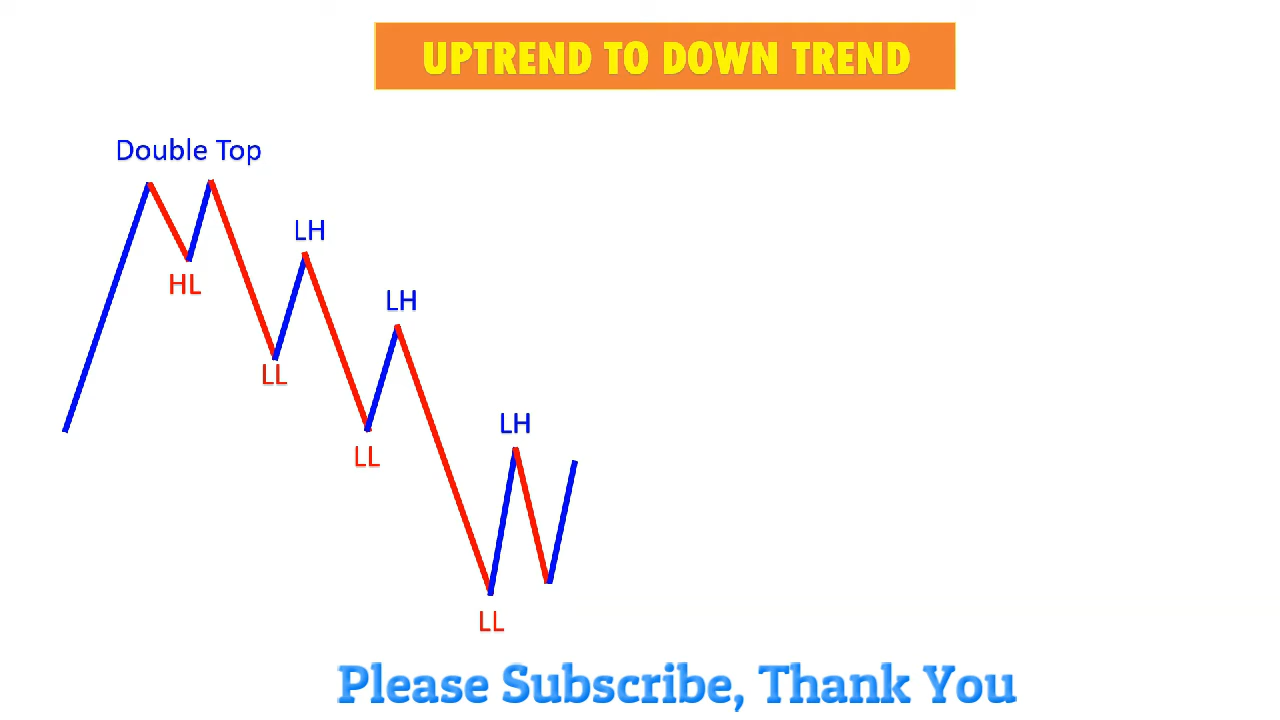 UPTREND TO DOWN TREND
Double Top
LH
HL
LH
LL
LH
LL
LL
Please Subscribe, Thank You